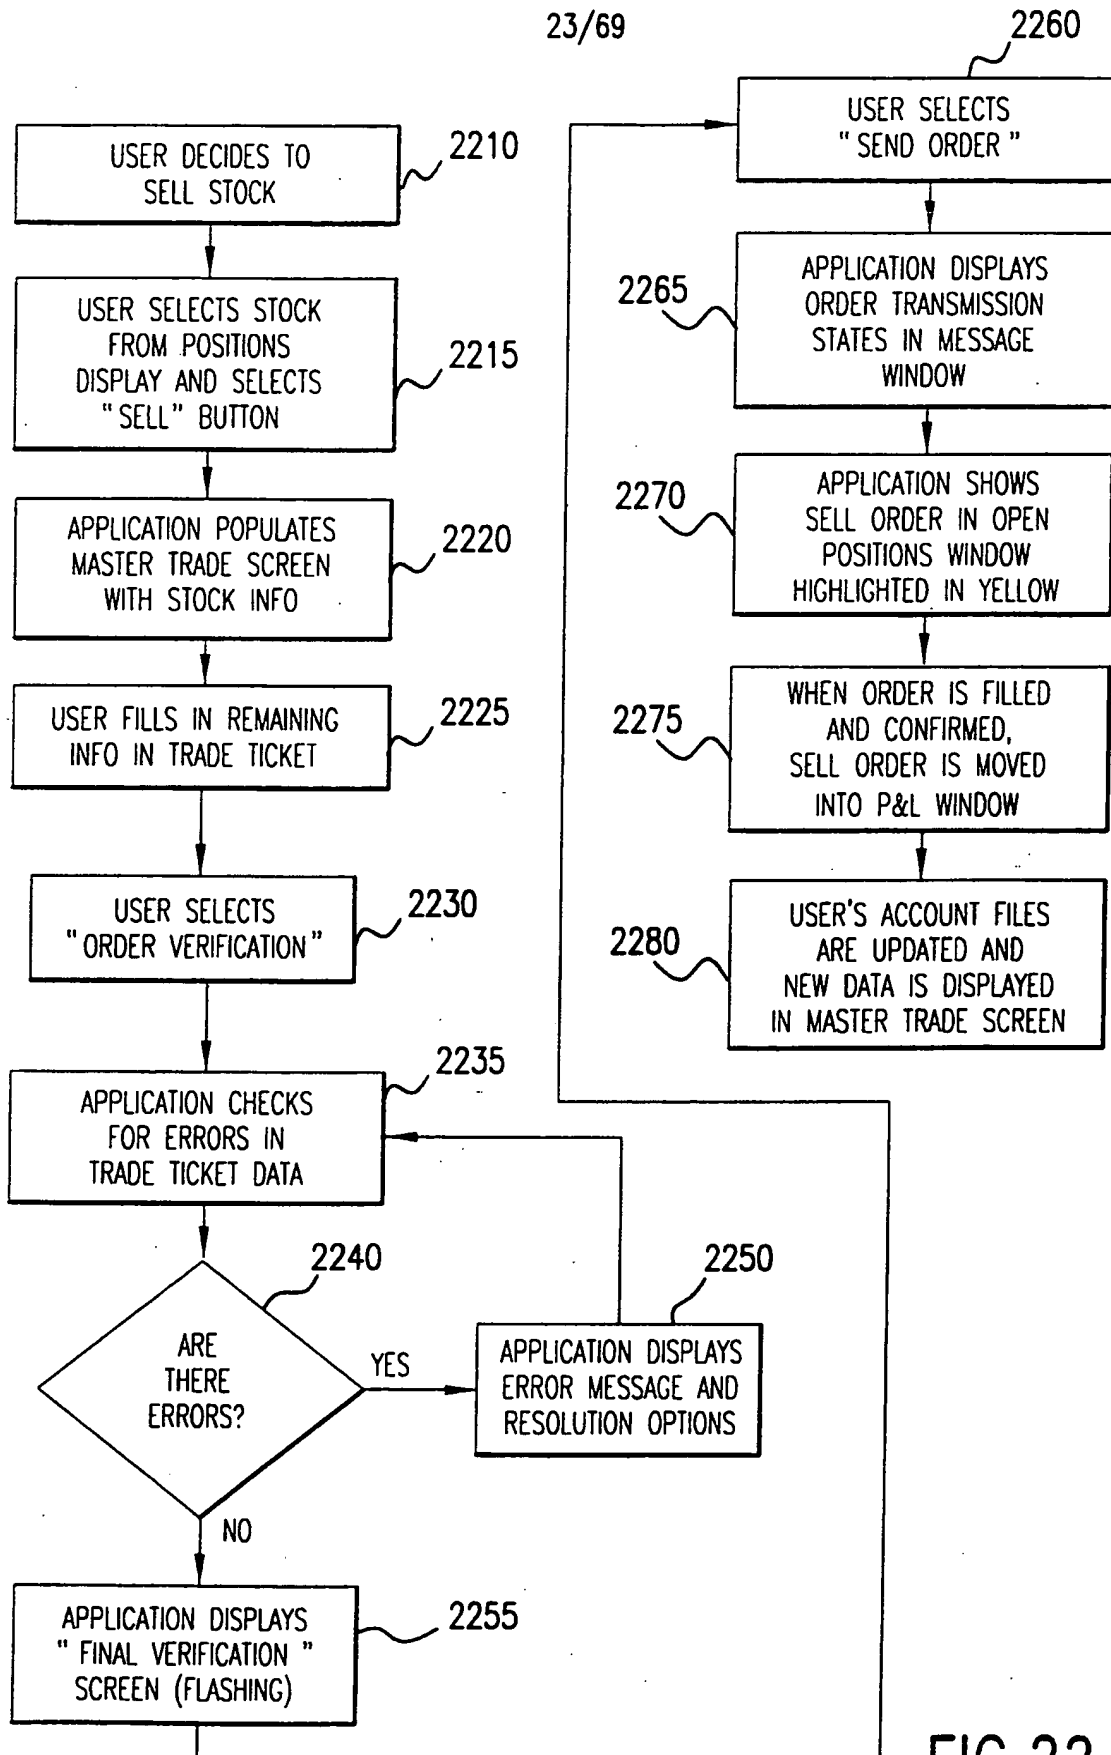 23/69
USER DECIDES TO
SELL STOCK
2210
USER SELECTS STOCK
FROM POSITIONS
DISPLAY AND SELECTS
"SELL" BUTTON
2215
APPLICATION POPULATES
MASTER TRADE SCREEN
WITH STOCK INFO
2220
USER FILLS IN REMAINING
INFO IN TRADE TICKET
2225
USER SELECTS
"ORDER VERIFICATION"
2230
APPLICATION CHECKS
FOR ERRORS IN
TRADE TICKET DATA
2235
ARE
THERE
ERRORS?
2240
YES
APPLICATION DISPLAYS
ERROR MESSAGE AND
RESOLUTION OPTIONS
2250
NO
APPLICATION DISPLAYS
"FINAL VERIFICATION"
SCREEN (FLASHING)
2255
2260
USER SELECTS
"SEND ORDER"
2265
APPLICATION DISPLAYS
ORDER TRANSMISSION
STATES IN MESSAGE
WINDOW
2270
APPLICATION SHOWS
SELL ORDER IN OPEN
POSITIONS WINDOW
HIGHLIGHTED IN YELLOW
2275
WHEN ORDER IS FILLED
AND CONFIRMED,
SELL ORDER IS MOVED
INTO P&L WINDOW
2280
USER'S ACCOUNT FILES
ARE UPDATED AND
NEW DATA IS DISPLAYED
IN MASTER TRADE SCREEN
FIG.22